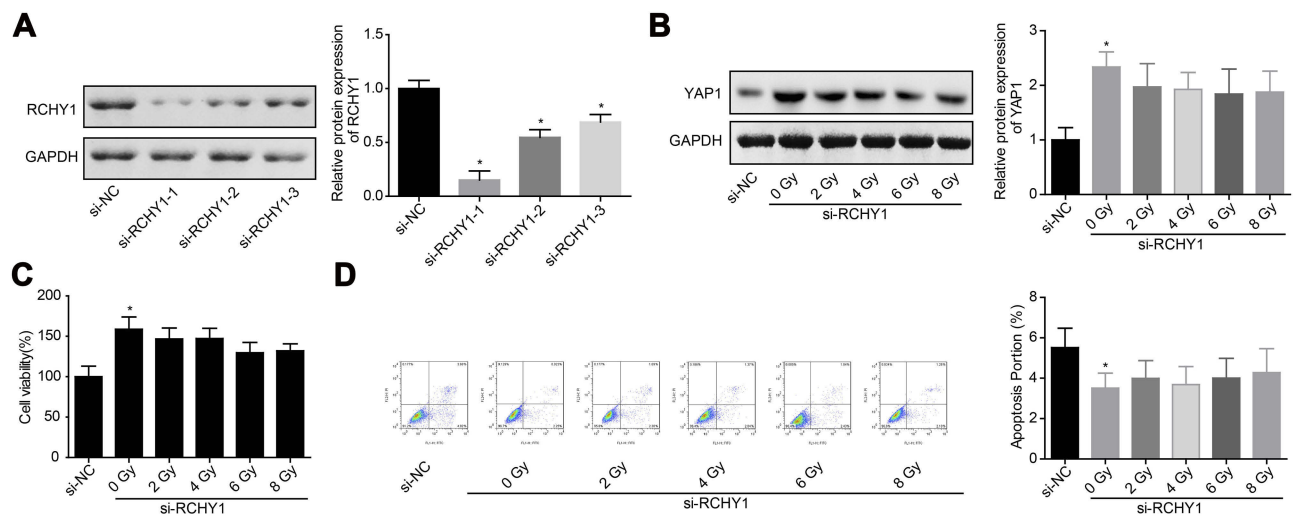 A
RCHY1
GAPDH
si-NC
si-RCHY1-1
si-RCHY1-2
si-RCHY1-3
Relative protein expression
of RCHY1
1.5
1.0
0.5
0.0
*
*
*
si-NC
si-RCHY1-1
si-RCHY1-2
si-RCHY1-3
B
YAP1
GAPDH
si-NC
0 Gy
2 Gy
4 Gy
6 Gy
8 Gy
si-RCHY1
Relative protein expression
of YAP1
3
2
1
0
*
si-NC
0 Gy
2 Gy
4 Gy
6 Gy
8 Gy
si-RCHY1
C
Cell viability(%)
200
150
100
50
0
*
si-NC
0 Gy
2 Gy
4 Gy
6 Gy
8 Gy
si-RCHY1
D
si-NC
0 Gy
2 Gy
4 Gy
6 Gy
8 Gy
si-RCHY1
Apoptosis Portion (%)
8
6
4
2
0
*
si-NC
0 Gy
2 Gy
4 Gy
6 Gy
8 Gy
si-RCHY1